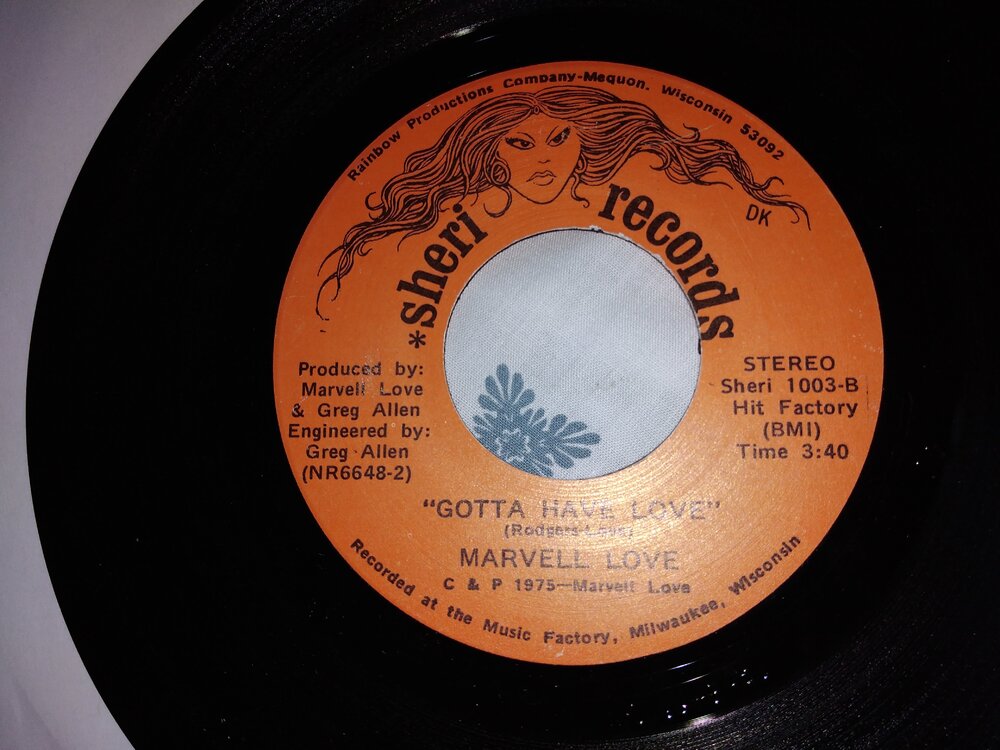 Rainbow Productions Company-Mequon, Wisconsin 53092
DK
*sheri records
Produced by:
Marvell Love
& Greg Allen
Engineered by:
Greg Allen
(NR6648-2)
STEREO
Sheri 1003-B
Hit Factory
(BMI)
Time 3:40
"GOTTA HAVE LOVE"
(Rodgers-Love)
MARVELL LOVE
C & P 1975—Marvell Love
Recorded at the Music Factory, Milwaukee, Wisconsin